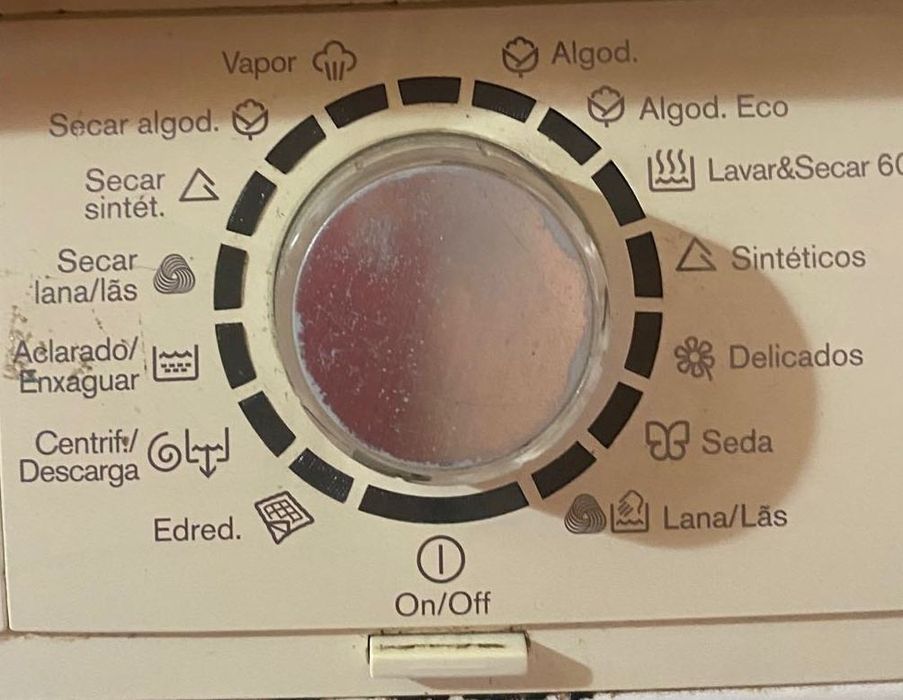 Vapor
Algod.
Secar algod.
Algod. Eco
Secar
sintét.
Lavar&Secar 60
Secar
lana/lãs
Sintéticos
Aclarado/
Enxaguar
Delicados
Centrif./
Descarga
Seda
Edred.
Lana/Lãs
On/Off